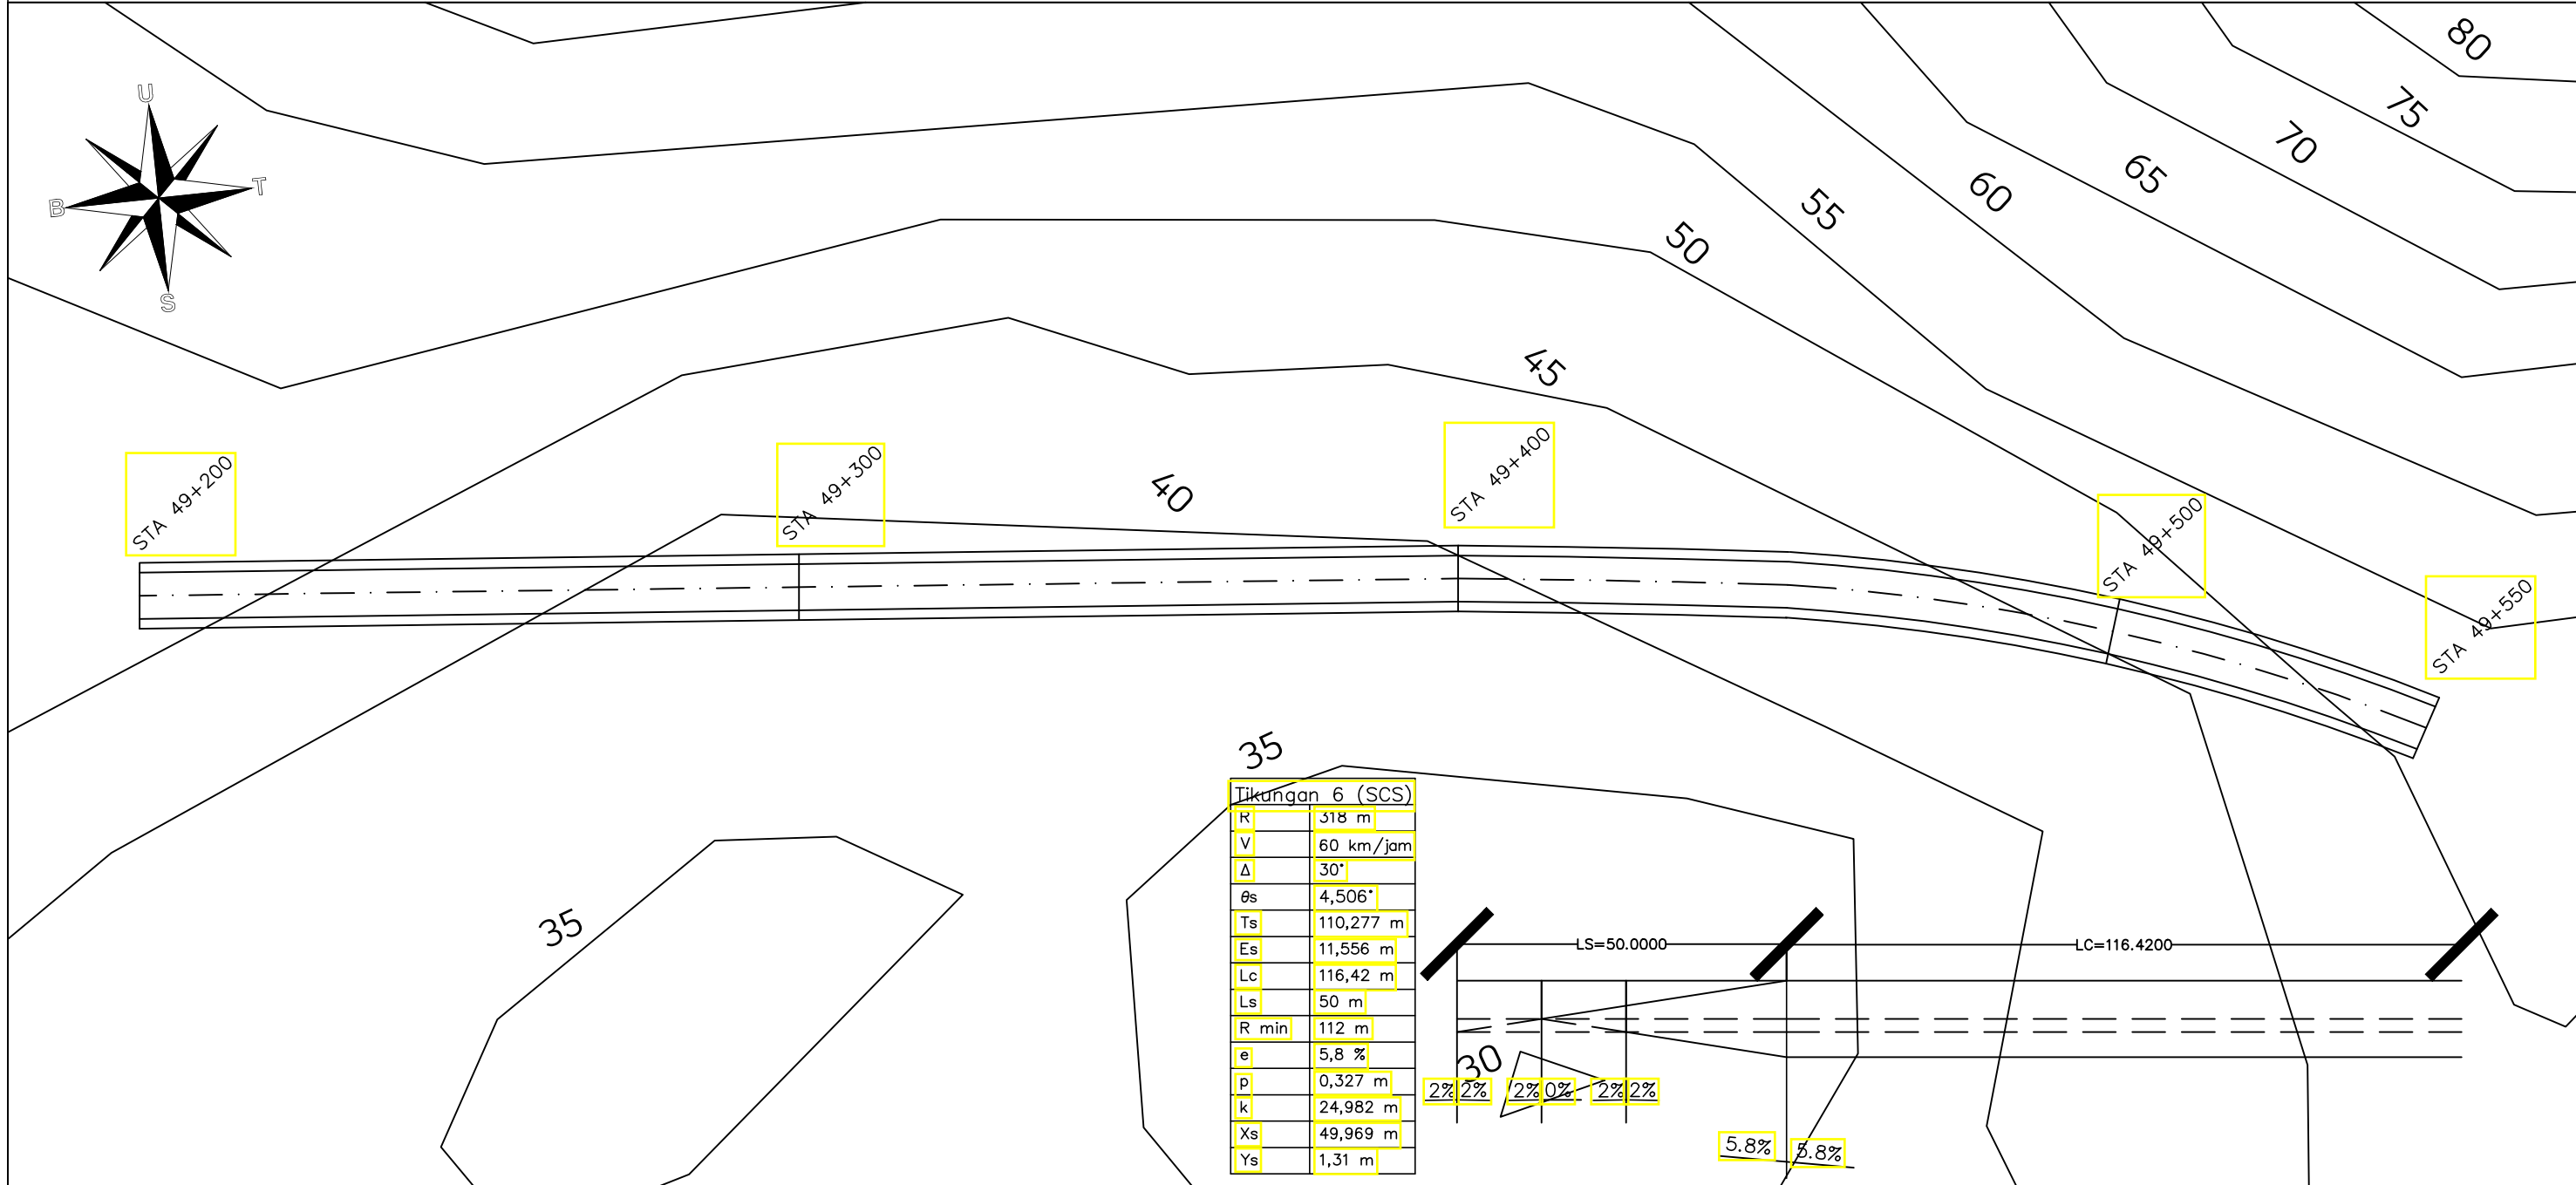 80
75
70
65
60
55
50
45
40
U
T
B
S
STA 49+200
STA 49+300
STA 49+400
STA 49+500
STA 49+550
35
35
30
Tikungan 6 (SCS)
R 318 m
V 60 km/jam
Δ 30°
θs 4,506°
Ts 110,277 m
Es 11,556 m
Lc 116,42 m
Ls 50 m
R min 112 m
e 5,8 %
p 0,327 m
k 24,982 m
Xs 49,969 m
Ys 1,31 m
LS=50.0000
LC=116.4200
2% 2% 2% 0% 2% 2%
5.8% 5.8%